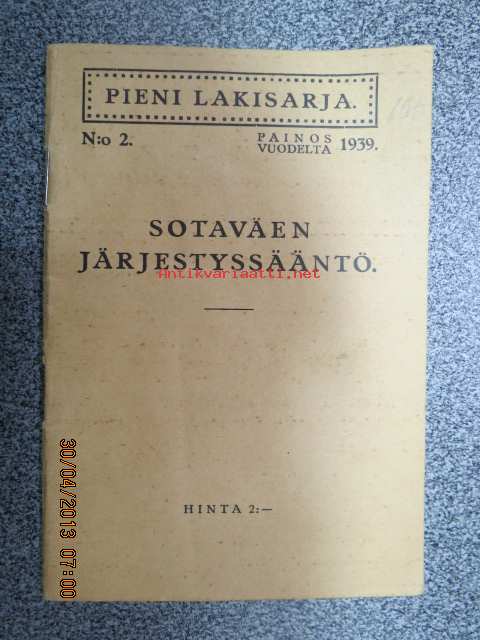 PIENI LAKISARJA.
N:o 2. PAINOS VUODELTA 1939.
SOTAVÄEN
JÄRJESTYSSÄÄNTÖ.
Antikvariaatti.net
HINTA 2:—
30/04/2013 07:00